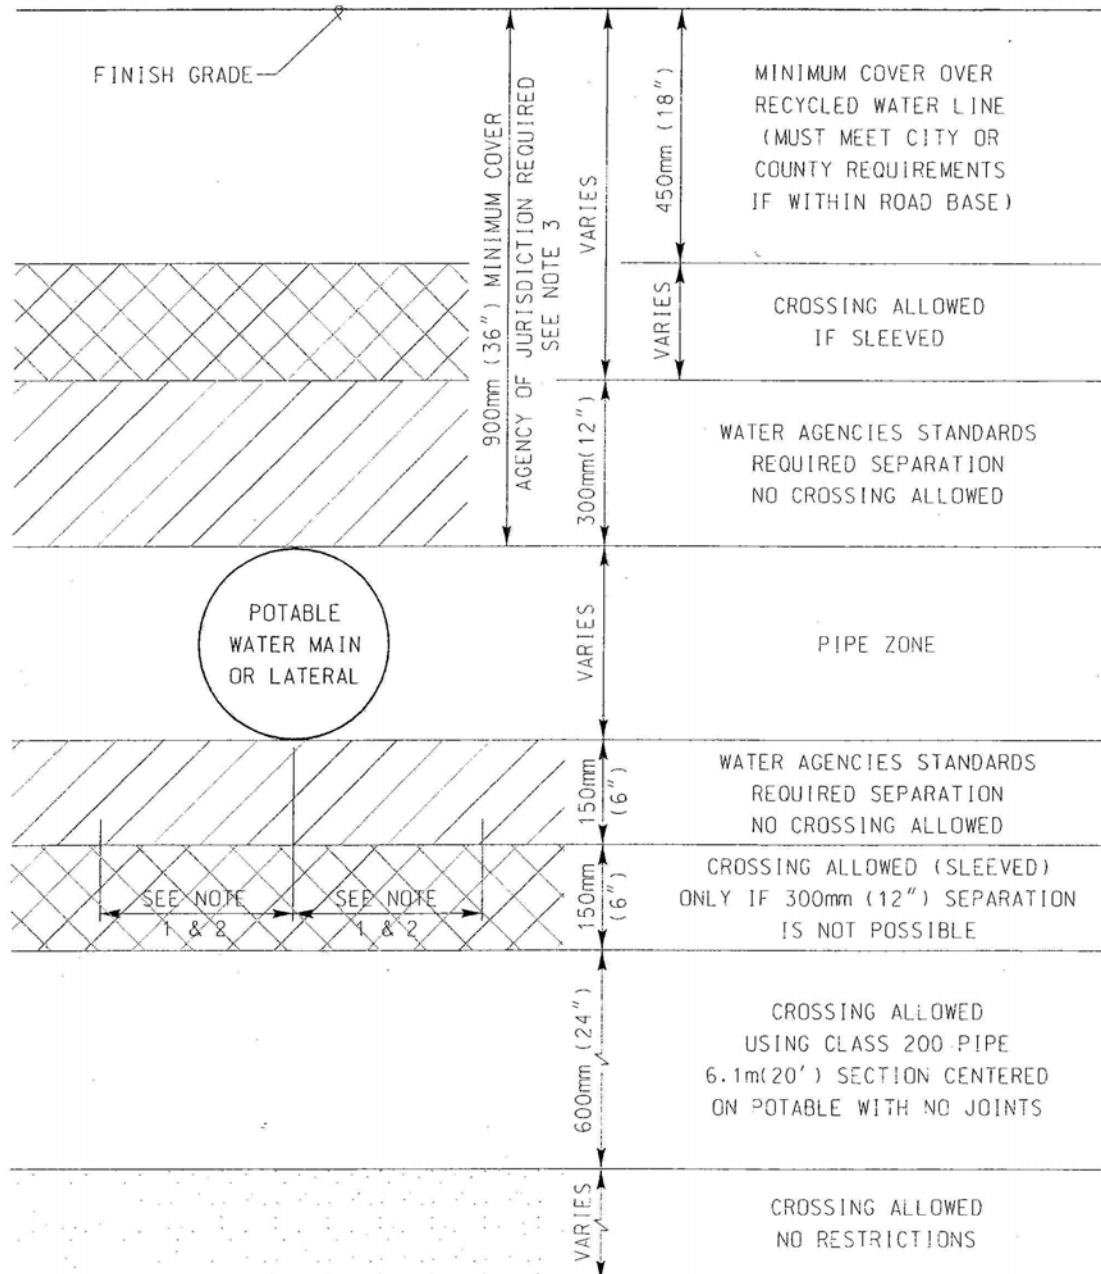 FINISH GRADE
900mm (36") MINIMUM COVER
AGENCY OF JURISDICTION REQUIRED
SEE NOTE 3
VARIES
450mm (18")
MINIMUM COVER OVER
RECYCLED WATER LINE
(MUST MEET CITY OR
COUNTY REQUIREMENTS
IF WITHIN ROAD BASE)
VARIES
CROSSING ALLOWED
IF SLEEVED
300mm(12")
WATER AGENCIES STANDARDS
REQUIRED SEPARATION
NO CROSSING ALLOWED
POTABLE
WATER MAIN
OR LATERAL
VARIES
PIPE ZONE
150mm
(6")
WATER AGENCIES STANDARDS
REQUIRED SEPARATION
NO CROSSING ALLOWED
SEE NOTE
1 & 2
SEE NOTE
1 & 2
150mm
(6")
CROSSING ALLOWED (SLEEVED)
ONLY IF 300mm (12") SEPARATION
IS NOT POSSIBLE
600mm (24")
CROSSING ALLOWED
USING CLASS 200 PIPE
6.1m(20') SECTION CENTERED
ON POTABLE WITH NO JOINTS
VARIES
CROSSING ALLOWED
NO RESTRICTIONS